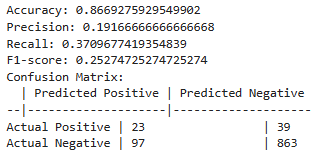 Accuracy: 0.8669275929549902
Precision: 0.19166666666666668
Recall: 0.3709677419354839
F1-score: 0.25274725274725274
Confusion Matrix:
| Predicted Positive | Predicted Negative
--|--------------------|--------------------
Actual Positive | 23 | 39
Actual Negative | 97 | 863